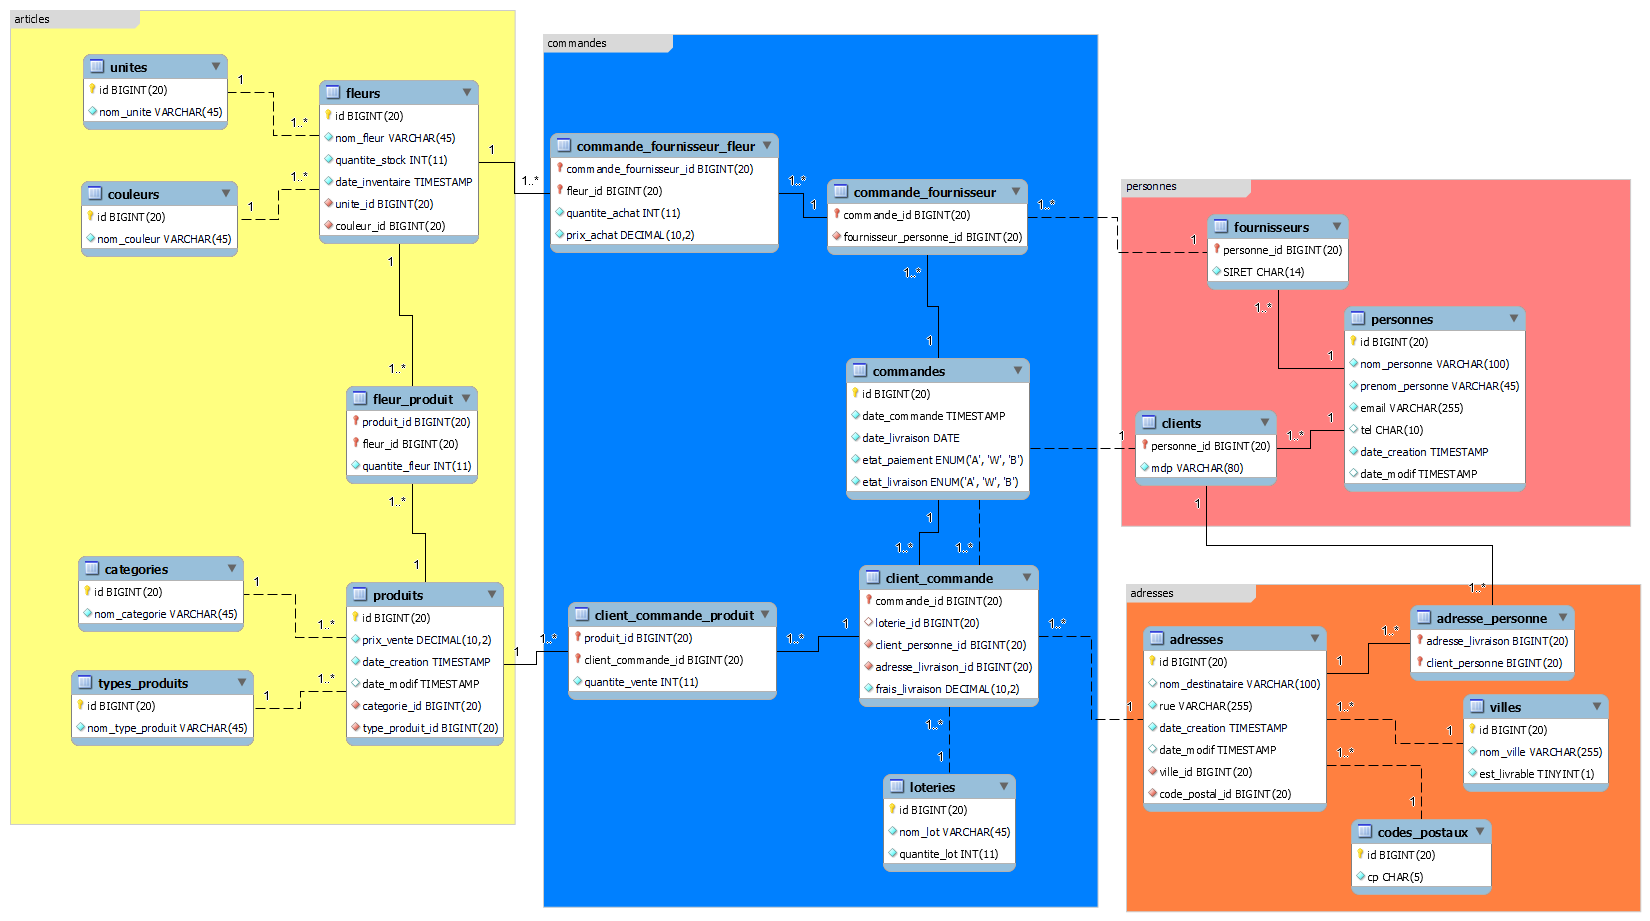 articles
unites
id BIGINT(20)
nom_unite VARCHAR(45)
1
1..*
couleurs
id BIGINT(20)
nom_couleur VARCHAR(45)
1
1..*
fleurs
id BIGINT(20)
nom_fleur VARCHAR(45)
quantite_stock INT(11)
date_inventaire TIMESTAMP
unite_id BIGINT(20)
couleur_id BIGINT(20)
1
1..*
1
1..*
fleur_produit
produit_id BIGINT(20)
fleur_id BIGINT(20)
quantite_fleur INT(11)
1..*
1
categories
id BIGINT(20)
nom_categorie VARCHAR(45)
1
1..*
types_produits
id BIGINT(20)
nom_type_produit VARCHAR(45)
1
1..*
produits
id BIGINT(20)
prix_vente DECIMAL(10,2)
date_creation TIMESTAMP
date_modif TIMESTAMP
categorie_id BIGINT(20)
type_produit_id BIGINT(20)
1
1..*
commandes
commande_fournisseur_fleur
commande_fournisseur_id BIGINT(20)
fleur_id BIGINT(20)
quantite_achat INT(11)
prix_achat DECIMAL(10,2)
1..*
1
commande_fournisseur
commande_id BIGINT(20)
fournisseur_personne_id BIGINT(20)
1..*
1
1..*
1
commandes
id BIGINT(20)
date_commande TIMESTAMP
date_livraison DATE
etat_paiement ENUM('A', 'W', 'B')
etat_livraison ENUM('A', 'W', 'B')
1
1..*
1..*
1
client_commande
commande_id BIGINT(20)
loterie_id BIGINT(20)
client_personne_id BIGINT(20)
adresse_livraison_id BIGINT(20)
frais_livraison DECIMAL(10,2)
1..*
1
client_commande_produit
produit_id BIGINT(20)
client_commande_id BIGINT(20)
quantite_vente INT(11)
1..*
1
1..*
1
loteries
id BIGINT(20)
nom_lot VARCHAR(45)
quantite_lot INT(11)
personnes
fournisseurs
personne_id BIGINT(20)
SIRET CHAR(14)
1..*
1
personnes
id BIGINT(20)
nom_personne VARCHAR(100)
prenom_personne VARCHAR(45)
email VARCHAR(255)
tel CHAR(10)
date_creation TIMESTAMP
date_modif TIMESTAMP
clients
personne_id BIGINT(20)
mdp VARCHAR(80)
1..*
1
1
1..*
adresses
adresse_personne
adresse_livraison BIGINT(20)
client_personne BIGINT(20)
1..*
1
adresses
id BIGINT(20)
nom_destinataire VARCHAR(100)
rue VARCHAR(255)
date_creation TIMESTAMP
date_modif TIMESTAMP
ville_id BIGINT(20)
code_postal_id BIGINT(20)
1..*
1
1..*
1
villes
id BIGINT(20)
nom_ville VARCHAR(255)
est_livrable TINYINT(1)
codes_postaux
id BIGINT(20)
cp CHAR(5)